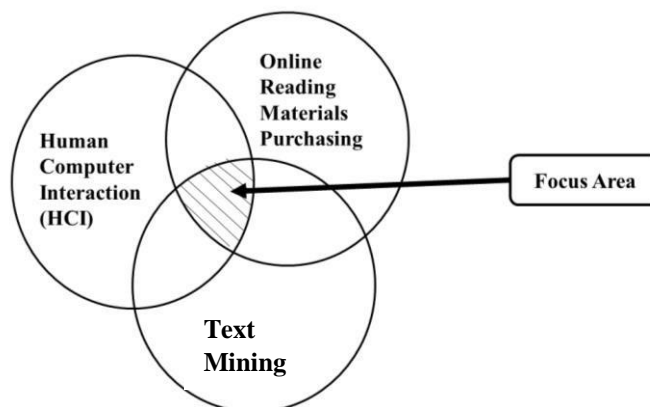 Online
Reading
Materials
Purchasing
Human
Computer
Interaction
(HCI)
Focus Area
Text
Mining